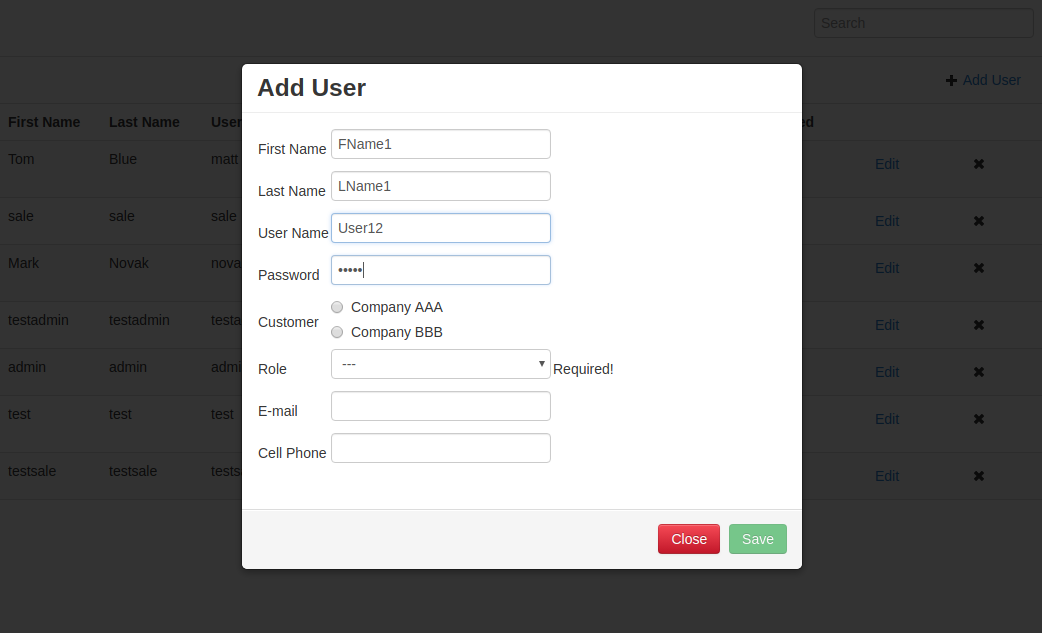 Search
Add User
Add User
First Name Last Name User ed
First Name FName1
Tom Blue matt Edit
Last Name LName1
sale sale sale Edit
User Name User12
Mark Novak nova Edit
Password •••••
Company AAA
Customer
Company BBB
testadmin testadmin testa Edit
admin admin admi Edit
Role --- Required!
test test test Edit
E-mail
Cell Phone
testsale testsale tests Edit
Close Save